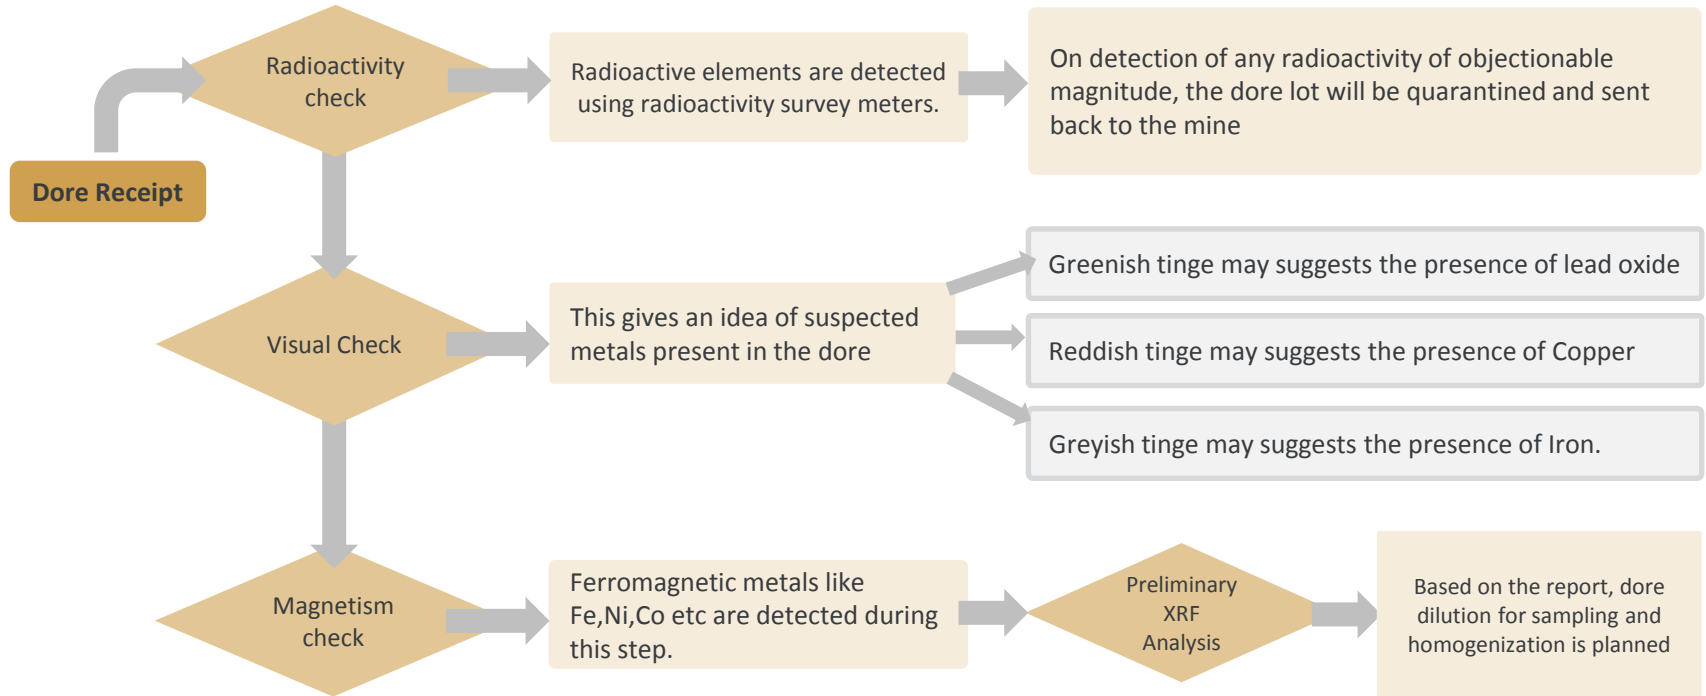 Radioactivity
check
Radioactive elements are detected
using radioactivity survey meters.
On detection of any radioactivity of objectionable
magnitude, the dore lot will be quarantined and sent
back to the mine
Dore Receipt
Visual Check
This gives an idea of suspected
metals present in the dore
Greenish tinge may suggests the presence of lead oxide
Reddish tinge may suggests the presence of Copper
Greyish tinge may suggests the presence of Iron.
Magnetism
check
Ferromagnetic metals like
Fe,Ni,Co etc are detected during
this step.
Preliminary
XRF
Analysis
Based on the report, dore
dilution for sampling and
homogenization is planned